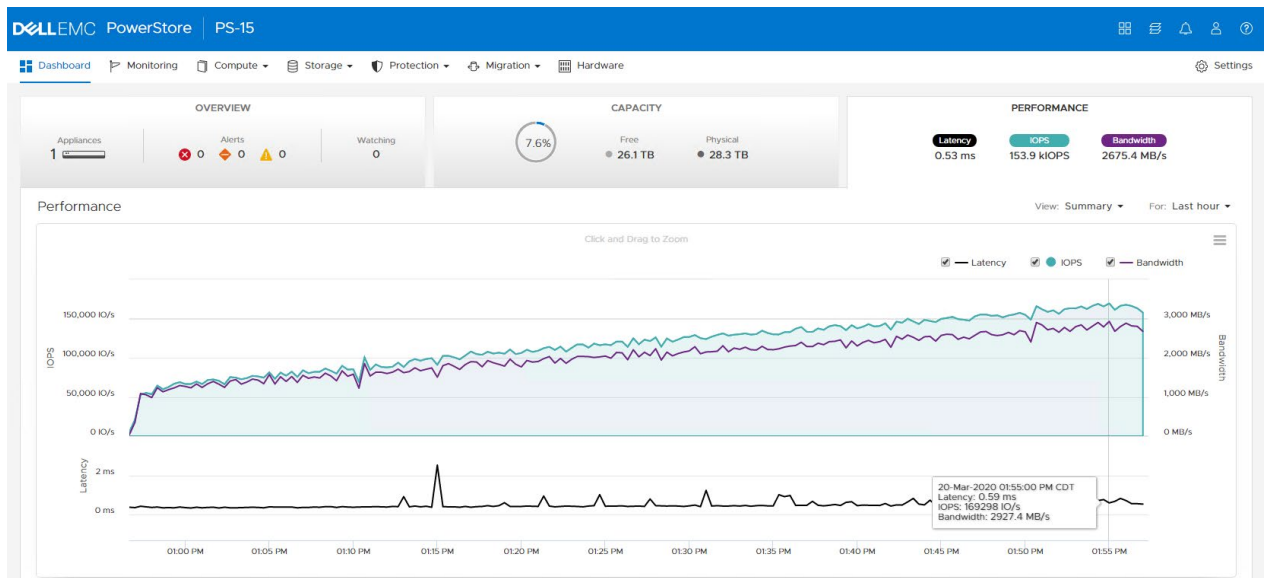 DELLEMC PowerStore PS-15
Dashboard Monitoring Compute Storage Protection Migration Hardware Settings
OVERVIEW
Appliances Alerts Watching
1 0 0 0 0
CAPACITY
7.6%
Free Physical
26.1 TB 28.3 TB
PERFORMANCE
Latency IOPS Bandwidth
0.53 ms 153.9 kIOPS 2675.4 MB/s
Performance
View: Summary For: Last hour
Click and Drag to Zoom
Latency IOPS Bandwidth
IOPS
150,000 IO/s
100,000 IO/s
50,000 IO/s
0 IO/s
3,000 MB/s
2,000 MB/s
1,000 MB/s
0 MB/s
Bandwidth
Latency
2 ms
0 ms
20-Mar-2020 01:55:00 PM CDT
Latency: 0.59 ms
IOPS: 169298 IO/s
Bandwidth: 2927.4 MB/s
01:00 PM 01:05 PM 01:10 PM 01:15 PM 01:20 PM 01:25 PM 01:30 PM 01:35 PM 01:40 PM 01:45 PM 01:50 PM 01:55 PM